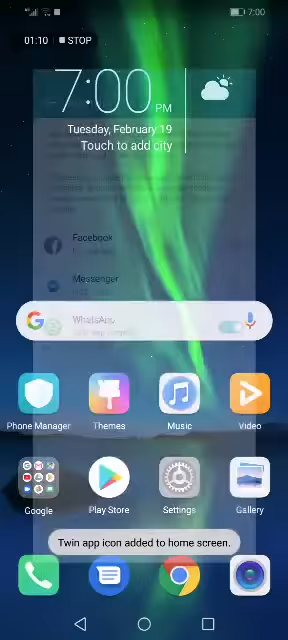 7:00
01:10 STOP
7:00 PM
Tuesday, February 19
Touch to add city
Facebook
Messenger
WhatsApp
Phone Manager
Themes
Music
Video
Google
Play Store
Settings
Gallery
Twin app icon added to home screen.